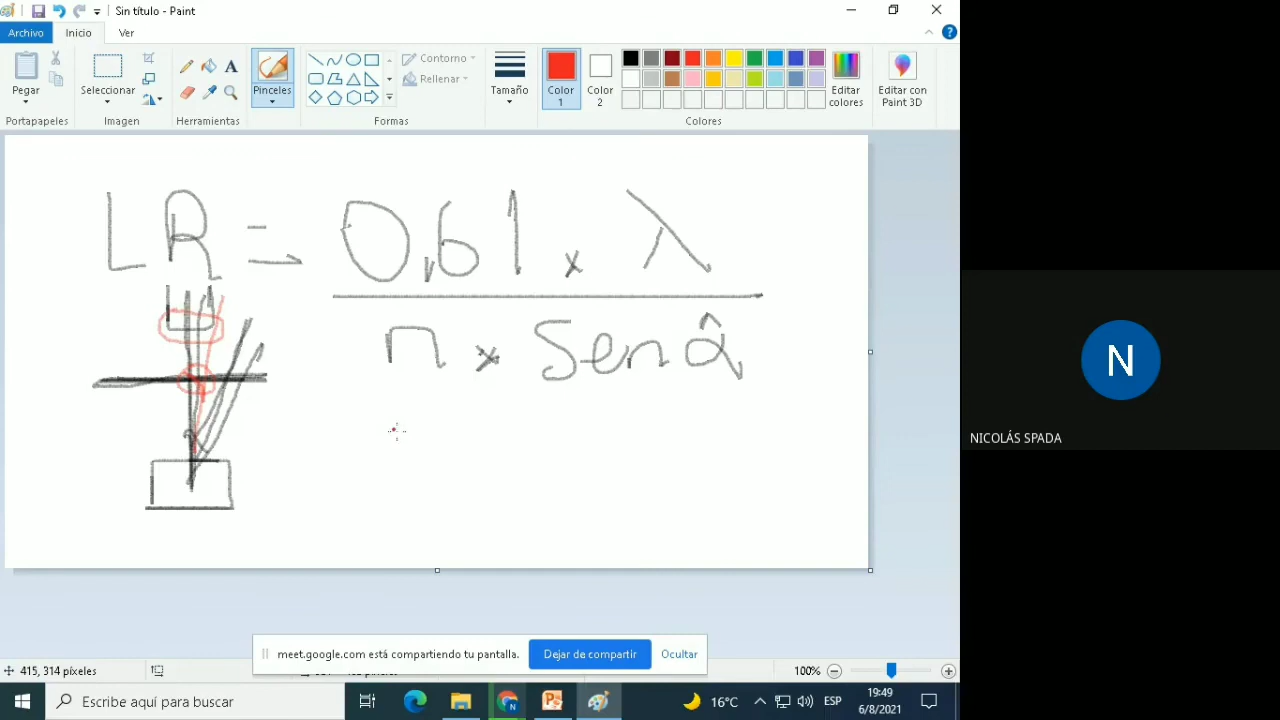 Sin título - Paint
Archivo Inicio Ver
Pegar
Seleccionar
Pinceles
Contorno
Rellenar
Tamaño
Color 1
Color 2
Editar colores
Editar con Paint 3D
Portapapeles Imagen Herramientas Formas Colores
LR = 0,61 x λ
n x Sen α̂
N
NICOLÁS SPADA
meet.google.com está compartiendo tu pantalla. Dejar de compartir Ocultar
415, 314 píxeles 100%
Escribe aquí para buscar 16°C ESP 19:49
6/8/2021